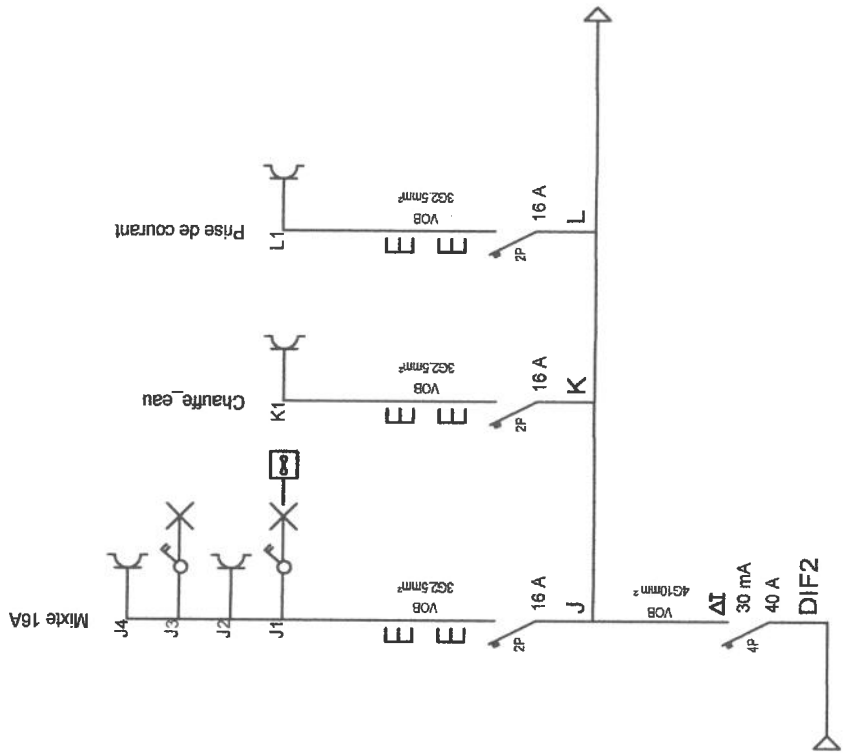 Prise de courant
L1
3G2.5mm²
VOB
2P
16 A
L
Chauffe_eau
K1
3G2.5mm²
VOB
2P
16 A
K
Mixte 16A
J4
J3
J2
J1
3G2.5mm²
VOB
2P
16 A
J
4G10mm²
VOB
ΔI
30 mA
40 A
4P
DIF2